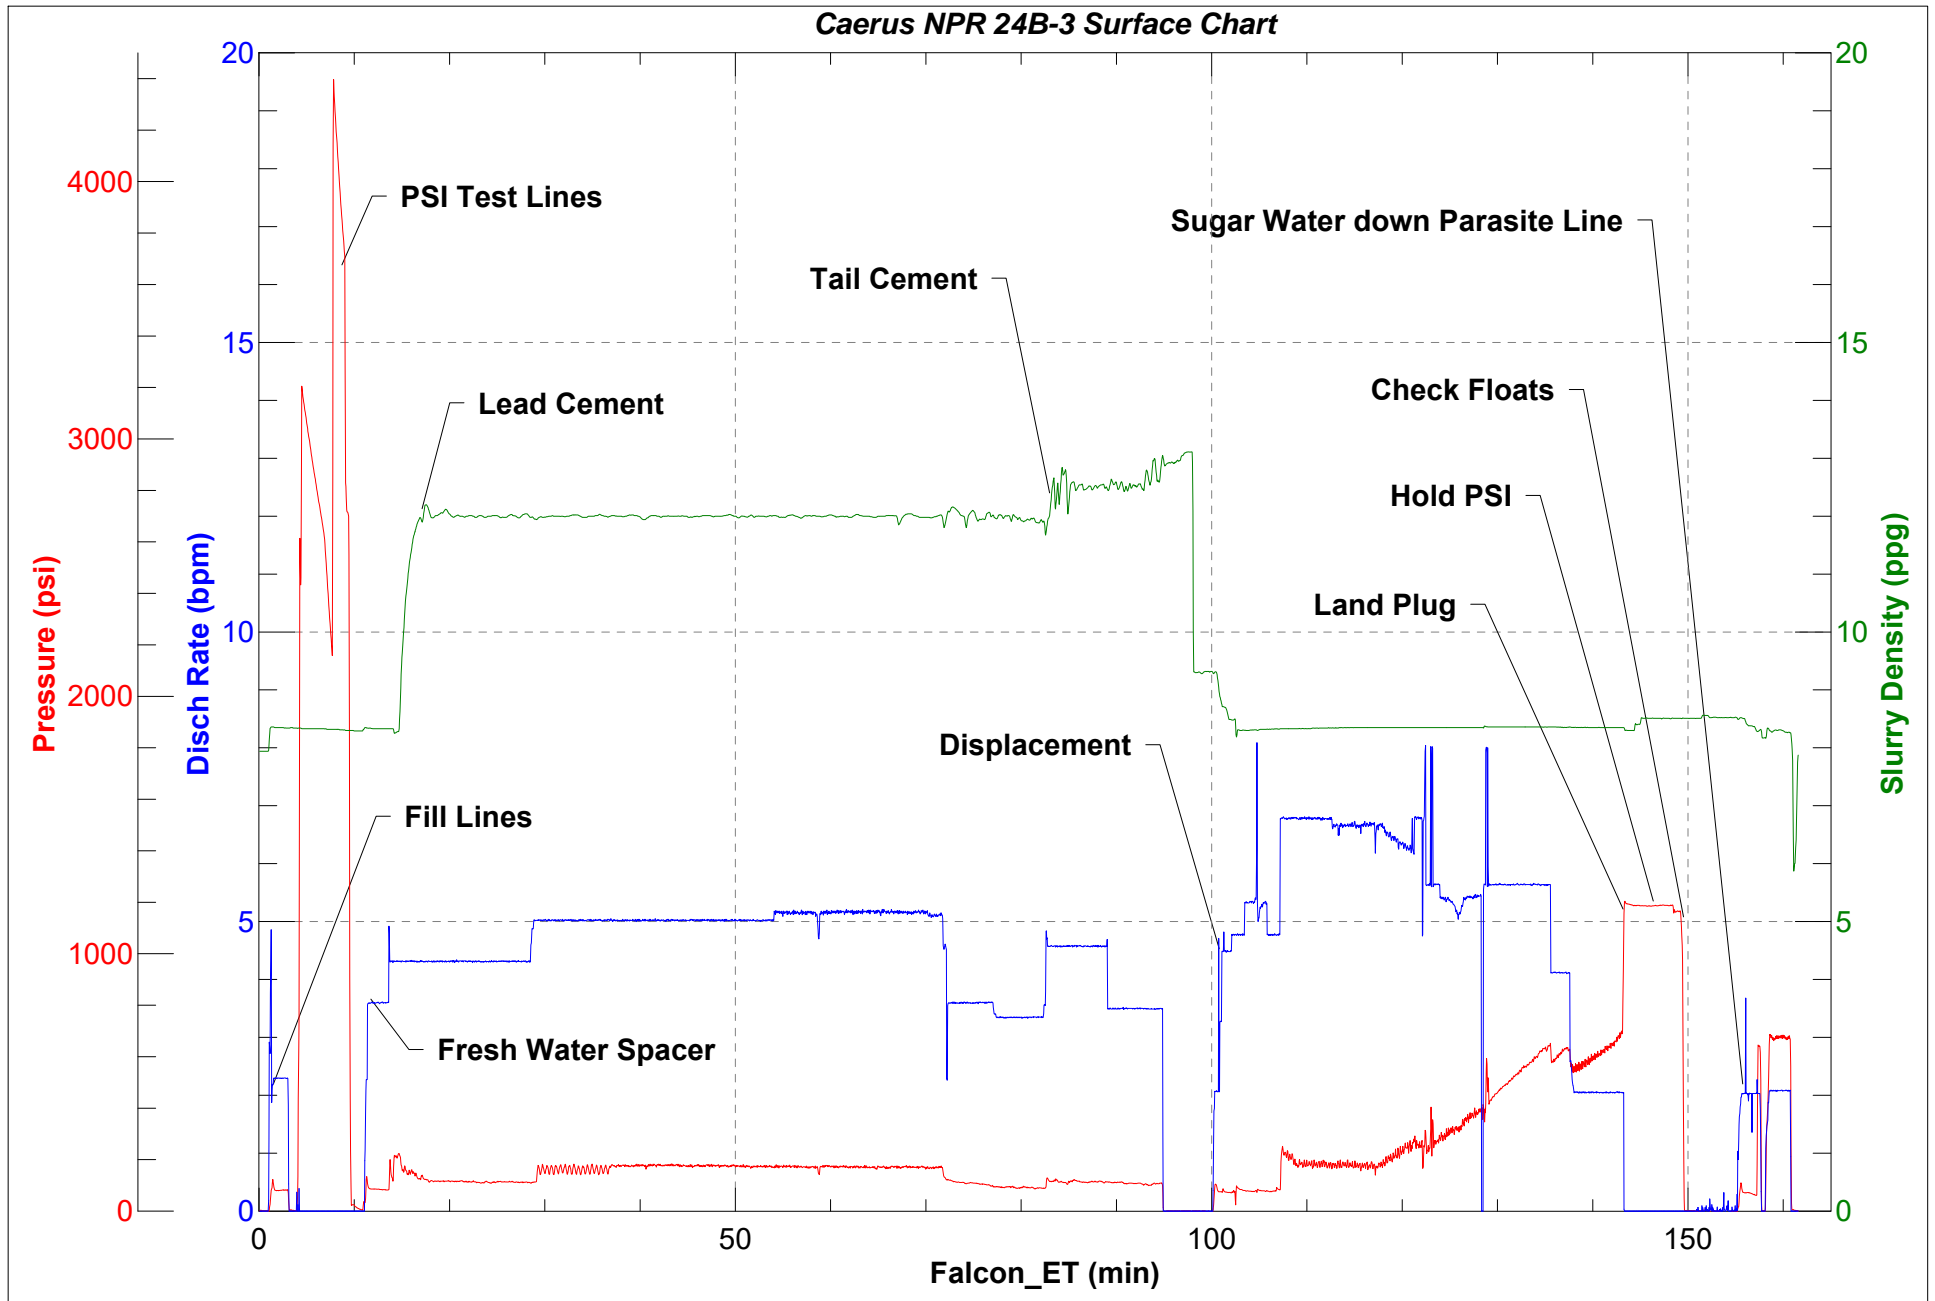 Caerus NPR 24B-3 Surface Chart
20
20
4000
PSI Test Lines
Sugar Water down Parasite Line
Tail Cement
15
15
Lead Cement
Check Floats
3000
Hold PSI
Land Plug
10
10
Pressure (psi)
Disch Rate (bpm)
Slurry Density (ppg)
2000
Displacement
Fill Lines
5
5
1000
Fresh Water Spacer
0
0
0
0
50
100
150
Falcon_ET (min)